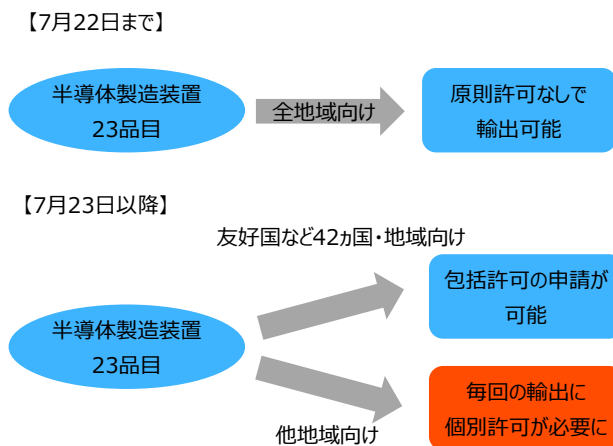 【7月22日まで】
半導体製造装置
23品目
全地域向け
原則許可なしで
輸出可能
【7月23日以降】
友好国など42ヵ国・地域向け
半導体製造装置
23品目
包括許可の申請が
可能
毎回の輸出に
個別許可が必要に
他地域向け